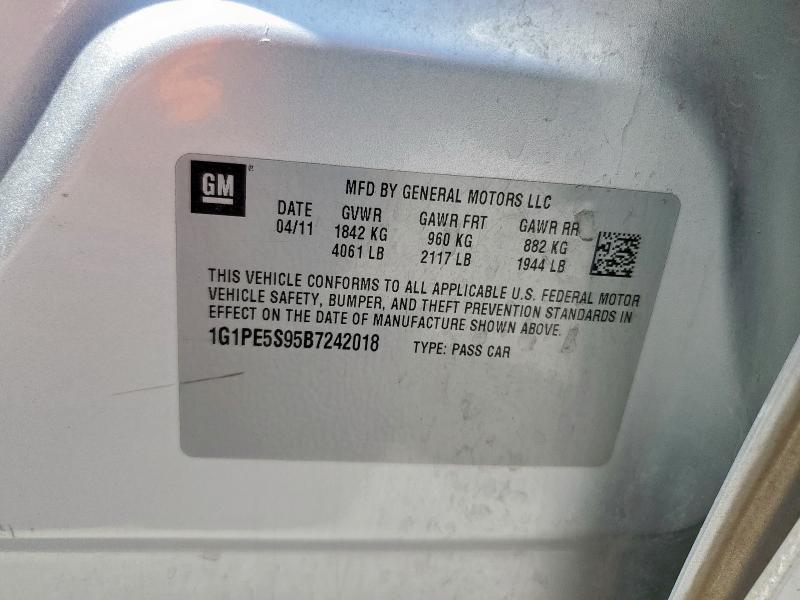 GM ®
MFD BY GENERAL MOTORS LLC
DATE GVWR GAWR FRT GAWR RR
04/11 1842 KG 960 KG 882 KG
4061 LB 2117 LB 1944 LB
THIS VEHICLE CONFORMS TO ALL APPLICABLE U.S. FEDERAL MOTOR
VEHICLE SAFETY, BUMPER, AND THEFT PREVENTION STANDARDS IN
EFFECT ON THE DATE OF MANUFACTURE SHOWN ABOVE.
1G1PE5S95B7242018 TYPE: PASS CAR